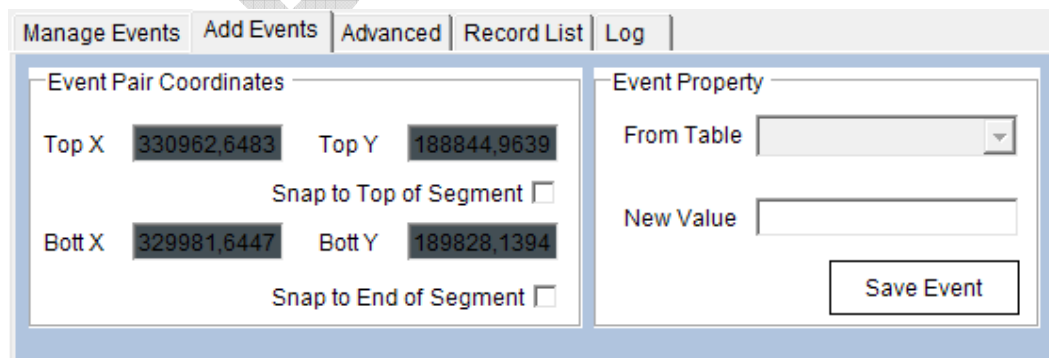 Manage Events Add Events Advanced Record List Log
Event Pair Coordinates
Top X 330962,6483 Top Y 188844,9639
Snap to Top of Segment
Bott X 329981,6447 Bott Y 189828,1394
Snap to End of Segment
Event Property
From Table
New Value
Save Event